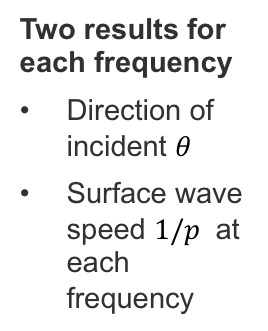 Two results for
each frequency
• Direction of
incident θ
• Surface wave
speed 1/p at
each
frequency